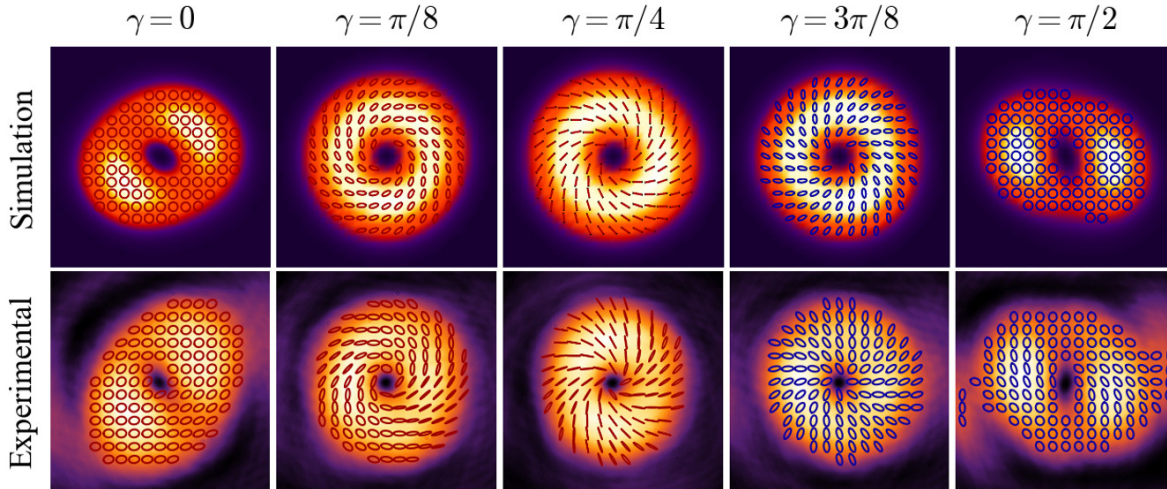 γ = 0
γ = π/8
γ = π/4
γ = 3π/8
γ = π/2
Simulation
Experimental